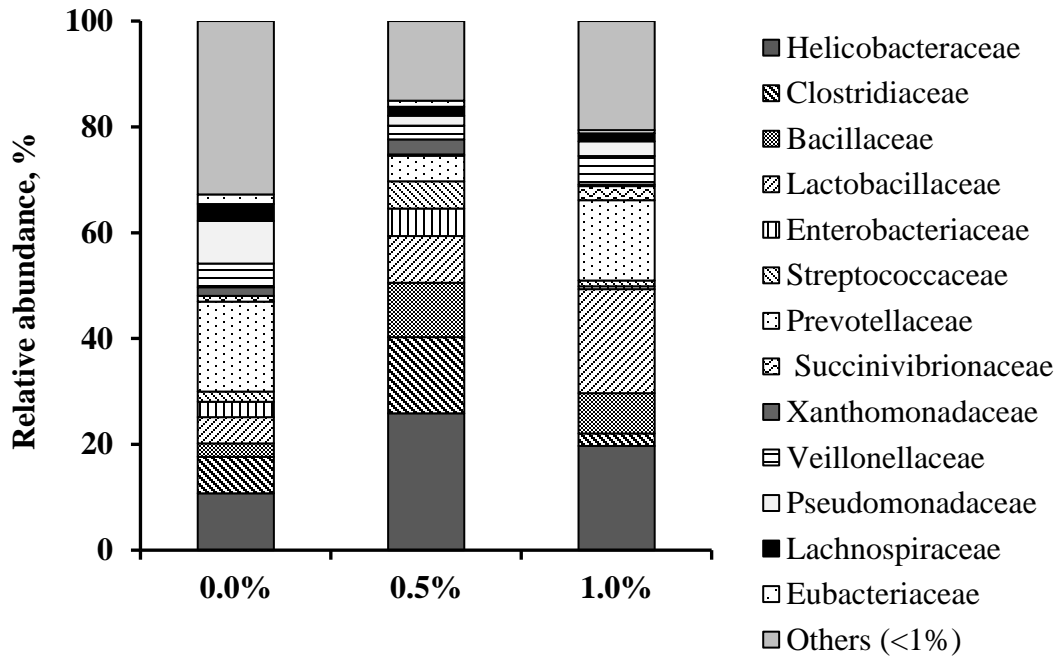 Relative abundance, %
100
80
60
40
20
0
0.0%
0.5%
1.0%
Helicobacteraceae
Clostridiaceae
Bacillaceae
Lactobacillaceae
Enterobacteriaceae
Streptococcaceae
Prevotellaceae
Succinivibrionaceae
Xanthomonadaceae
Veillonellaceae
Pseudomonadaceae
Lachnospiraceae
Eubacteriaceae
Others (<1%)